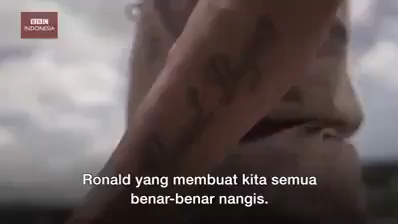 BBC
INDONESIA
Ronald yang membuat kita semua
benar-benar nangis.